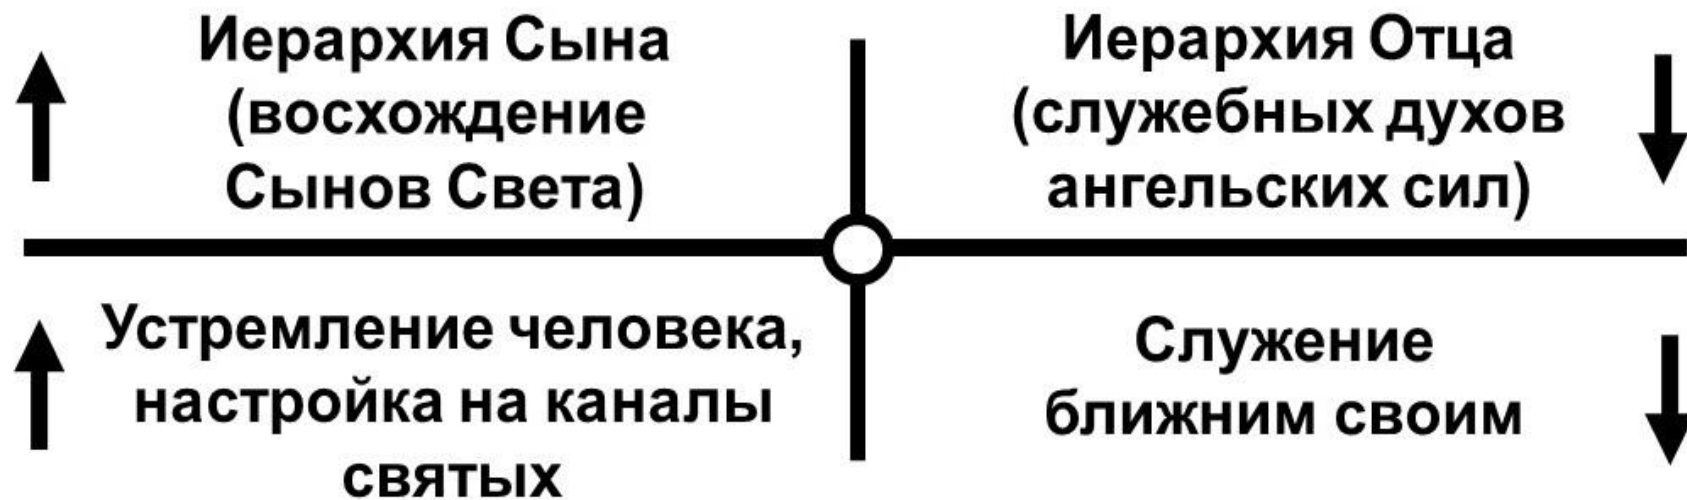 Иерархия Сына
(восхождение
Сынов Света)
Иерархия Отца
(служебных духов
ангельских сил)
Устремление человека,
настройка на каналы
святых
Служение
ближним своим